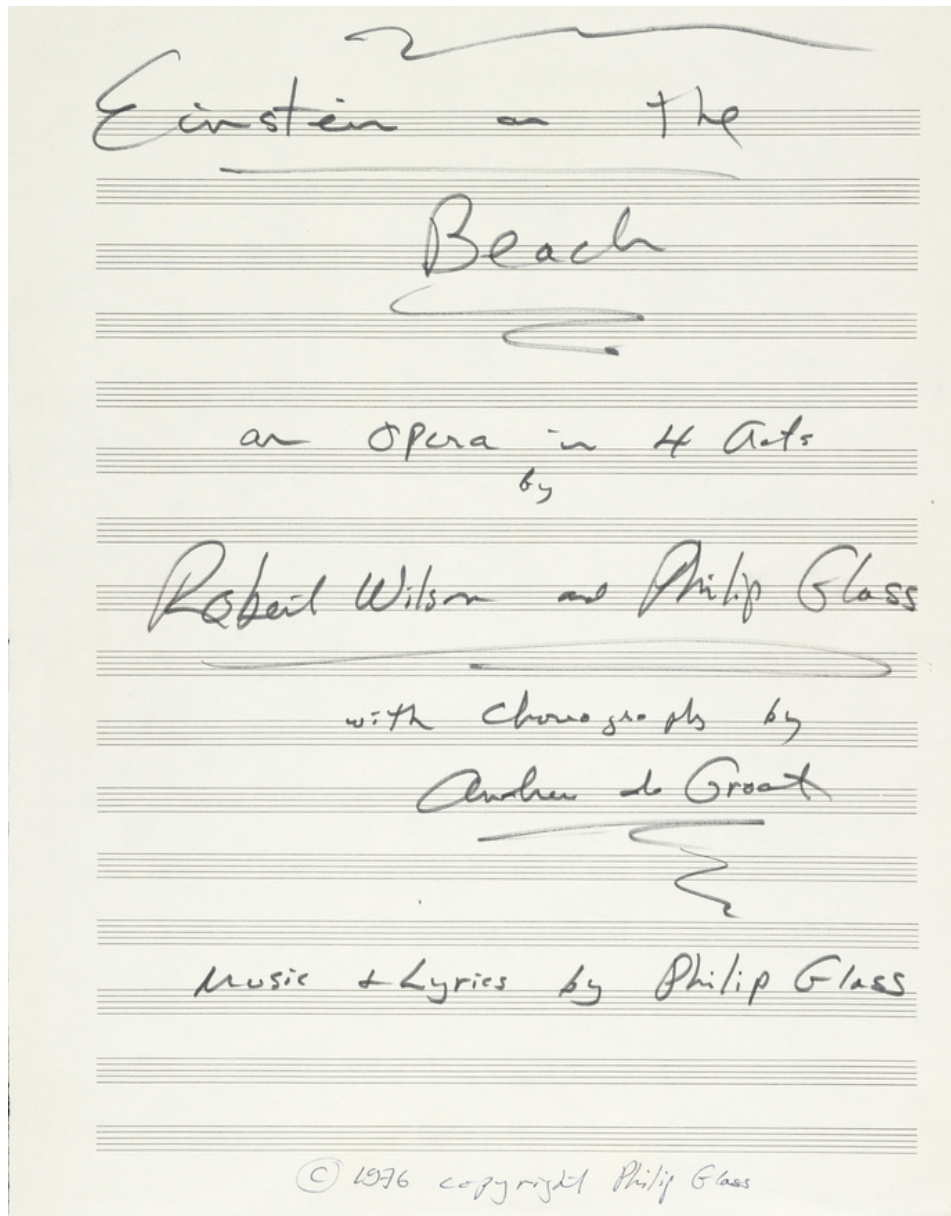 Einstein on the
Beach
an Opera in 4 Acts
by
Robert Wilson and Philip Glass
with Choreography by
Andrew de Groat
Music + Lyrics by Philip Glass
© 1976 copyright Philip Glass